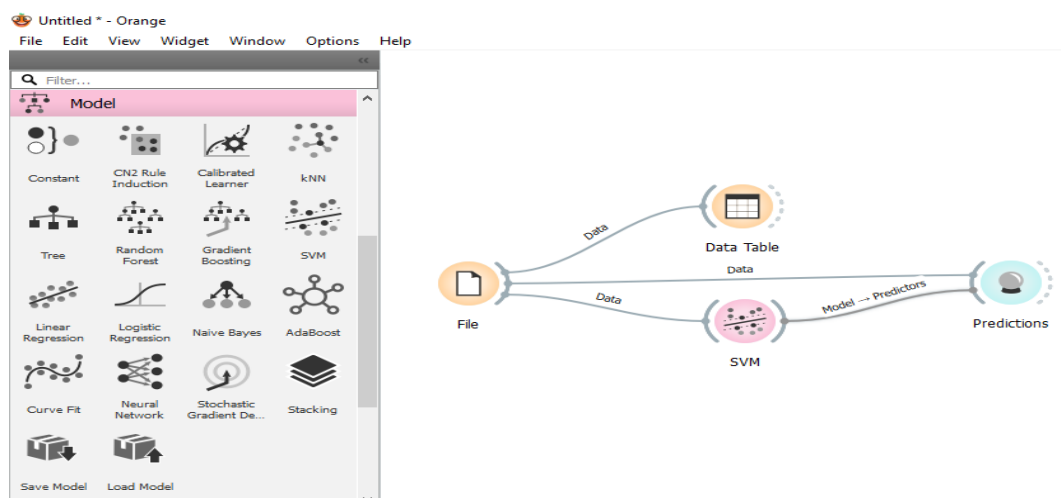 Untitled * - Orange
File Edit View Widget Window Options Help
Filter...
Model
Constant
CN2 Rule
Induction
Calibrated
Learner
kNN
Tree
Random
Forest
Gradient
Boosting
SVM
Linear
Regression
Logistic
Regression
Naive Bayes
AdaBoost
Curve Fit
Neural
Network
Stochastic
Gradient De...
Stacking
Save Model
Load Model
Data
Data Table
Data
File
Data
Model → Predictors
SVM
Predictions